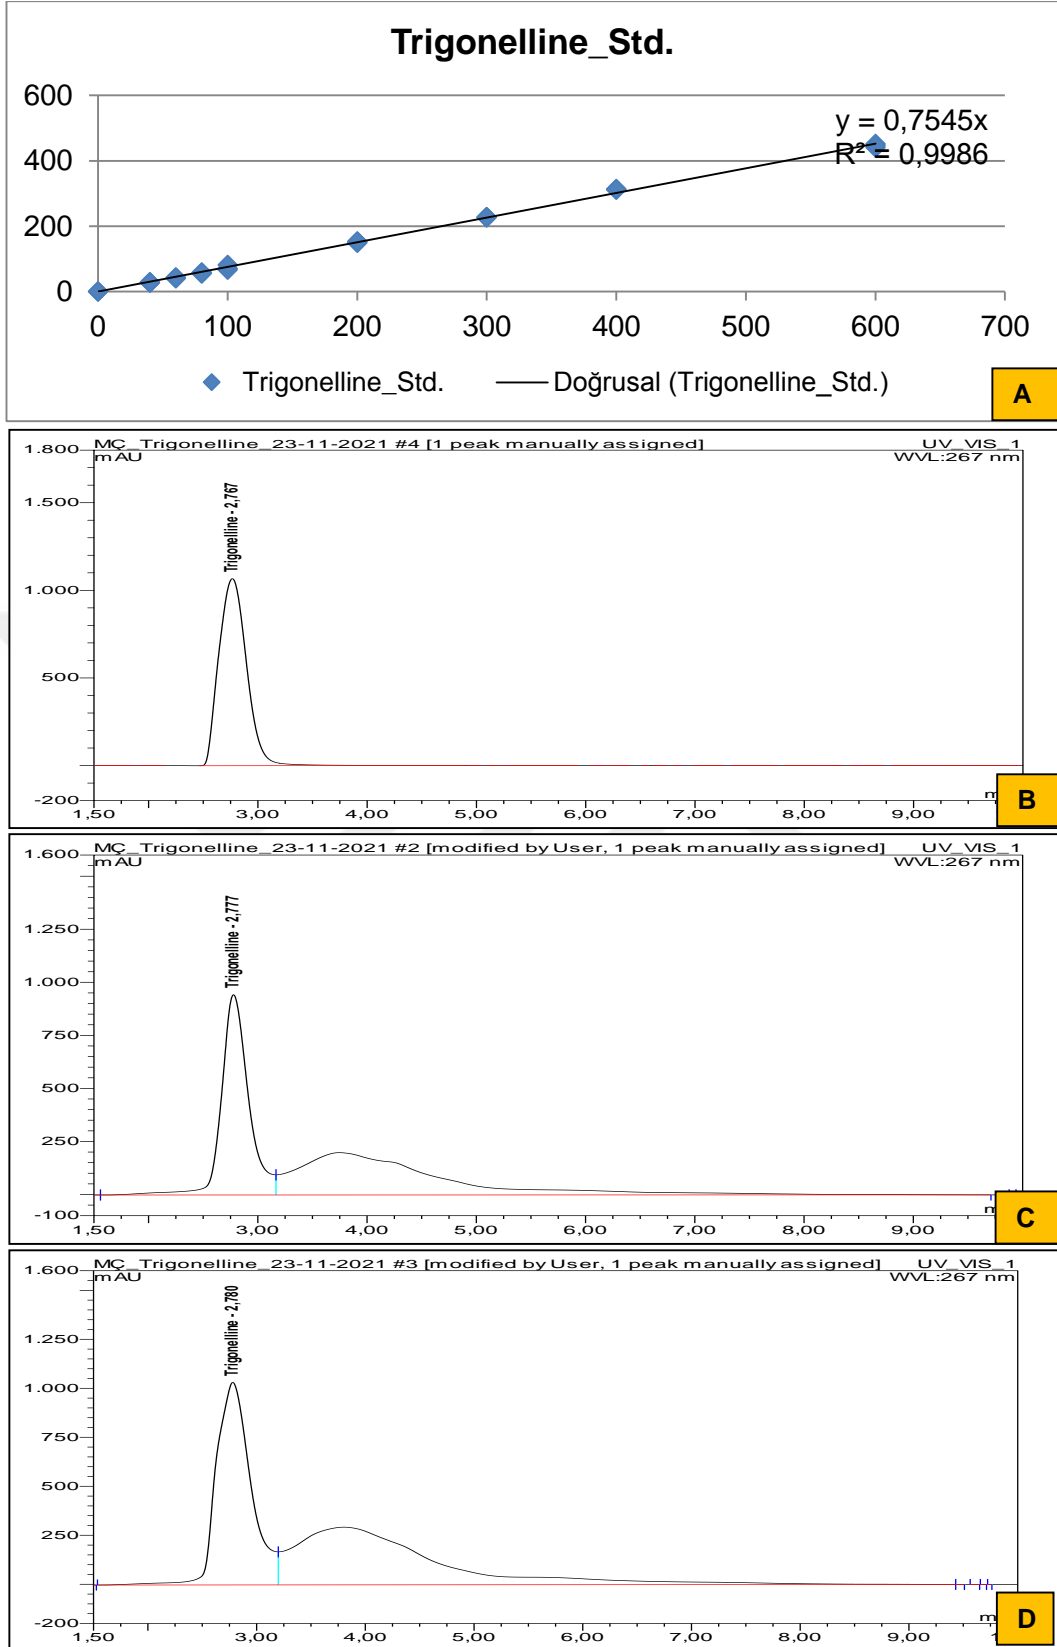 Trigonelline_Std.
600
400
200
0
y = 0,7545x
R² = 0,9986
0 100 200 300 400 500 600 700
Trigonelline_Std. Doğrusal (Trigonelline_Std.)
A
MÇ_Trigonelline_23-11-2021 #4 [1 peak manually assigned] UV_VIS_1
mAU WVL:267 nm
1.800
1.500
1.000
500
-200
Trigonelline - 2,767
1,50 3,00 4,00 5,00 6,00 7,00 8,00 9,00
B
MÇ_Trigonelline_23-11-2021 #2 [modified by User, 1 peak manually assigned] UV_VIS_1
mAU WVL:267 nm
1.600
1.250
1.000
750
500
250
-100
Trigonelline - 2,777
1,50 3,00 4,00 5,00 6,00 7,00 8,00 9,00
C
MÇ_Trigonelline_23-11-2021 #3 [modified by User, 1 peak manually assigned] UV_VIS_1
mAU WVL:267 nm
1.600
1.250
1.000
750
500
250
-200
Trigonelline - 2,780
1,50 3,00 4,00 5,00 6,00 7,00 8,00 9,00
D